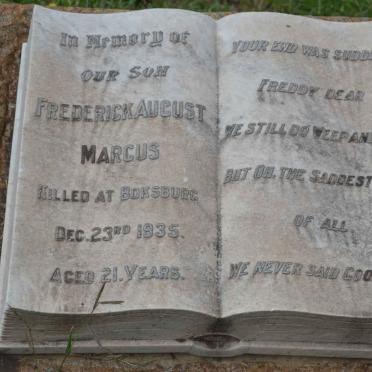 In Memory of
OUR SON
FREDERICK AUGUST
MARCUS
KILLED AT BOKSBURG
DEC. 23RD 1935.
AGED 21. YEARS.
YOUR END WAS
FREDDY DEAR
WE STILL DO WEEP
BUT OH, THE SADDEST
OF ALL
WE NEVER SAID